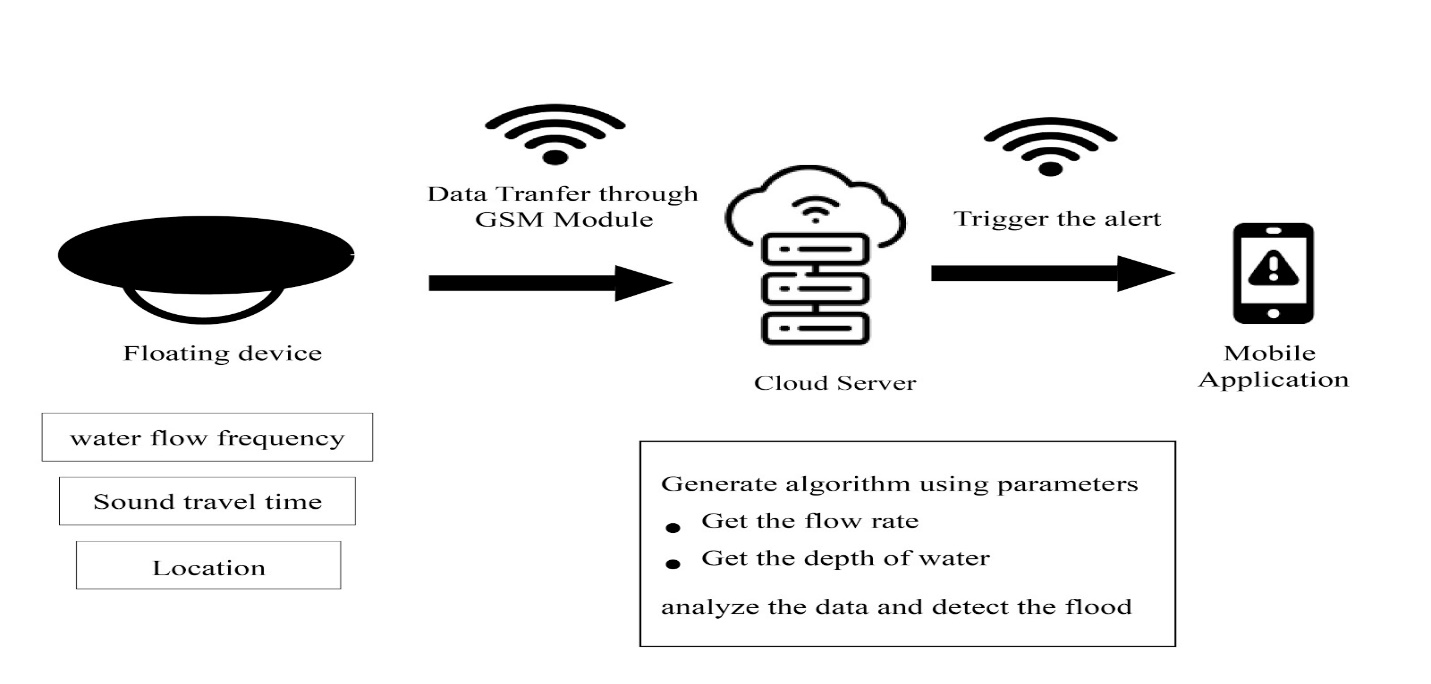 Data Tranfer through
GSM Module
Trigger the alert
Floating device
Cloud Server
Mobile
Application
water flow frequency
Sound travel time
Location
Generate algorithm using parameters
• Get the flow rate
• Get the depth of water
analyze the data and detect the flood